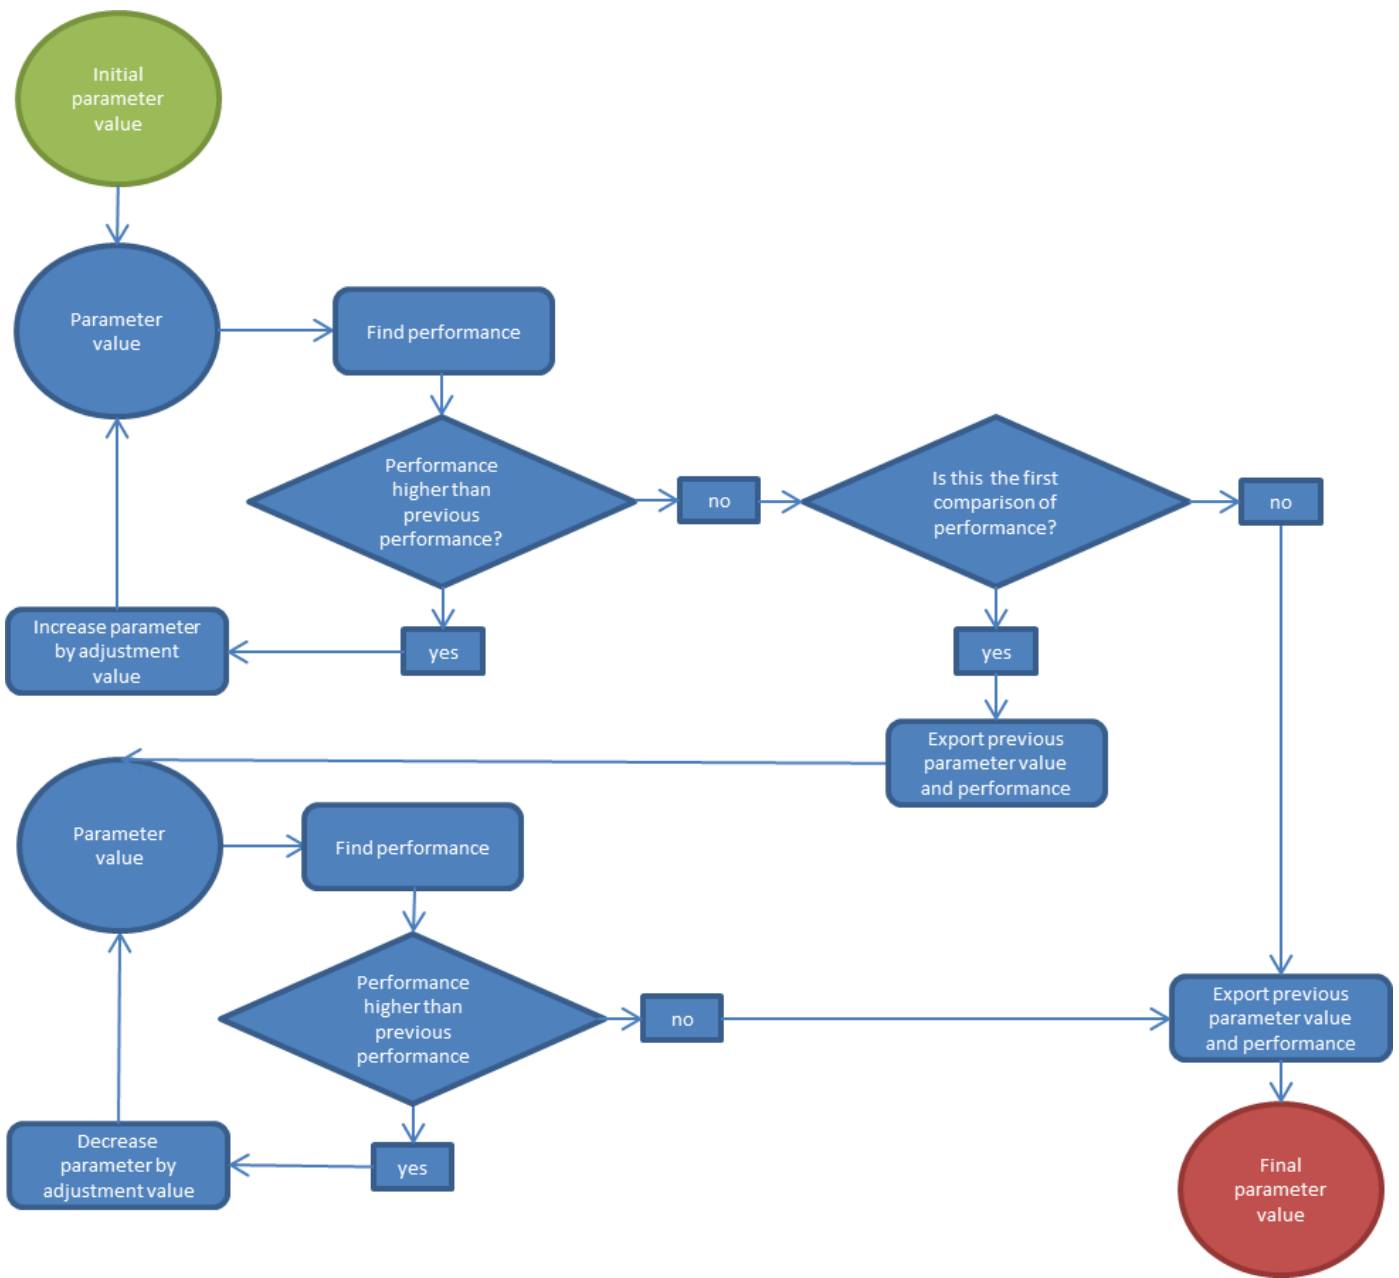 Initial
parameter
value
Parameter
value
Find performance
Performance
higher than
previous
performance?
no
Is this the first
comparison of
performance?
no
Increase parameter
by adjustment
value
yes
yes
Export previous
parameter value
and performance
Parameter
value
Find performance
Performance
higher than
previous
performance
no
Export previous
parameter value
and performance
Decrease
parameter by
adjustment value
yes
Final
parameter
value